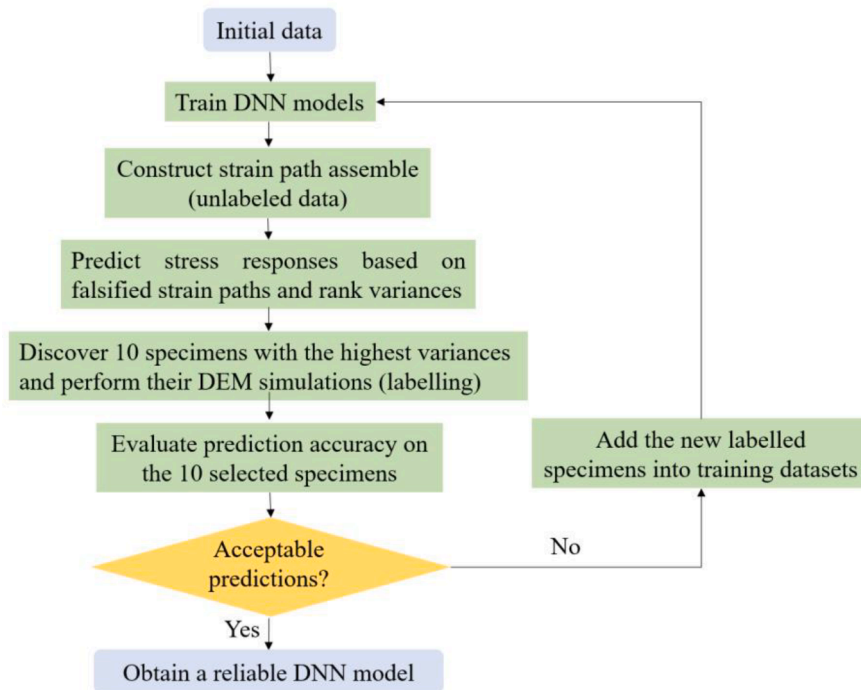 Initial data
Train DNN models
Construct strain path assemble
(unlabeled data)
Predict stress responses based on
falsified strain paths and rank variances
Discover 10 specimens with the highest variances
and perform their DEM simulations (labelling)
Evaluate prediction accuracy on
the 10 selected specimens
Add the new labelled
specimens into training datasets
Acceptable
predictions?
No
Yes
Obtain a reliable DNN model